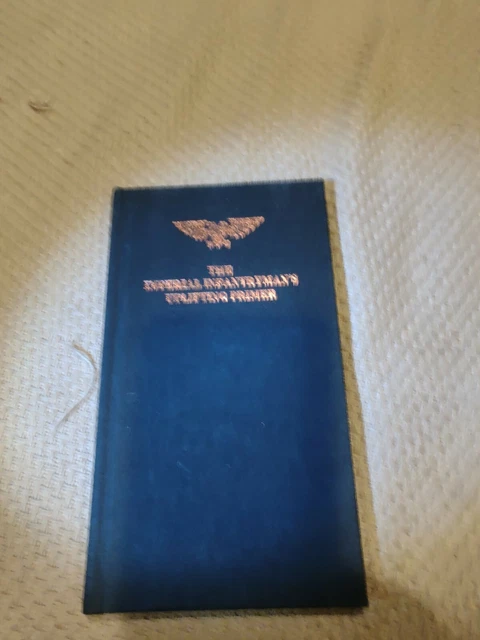 THE
IMPERIAL INFANTRYMAN'S
UPLIFTING PRIMER